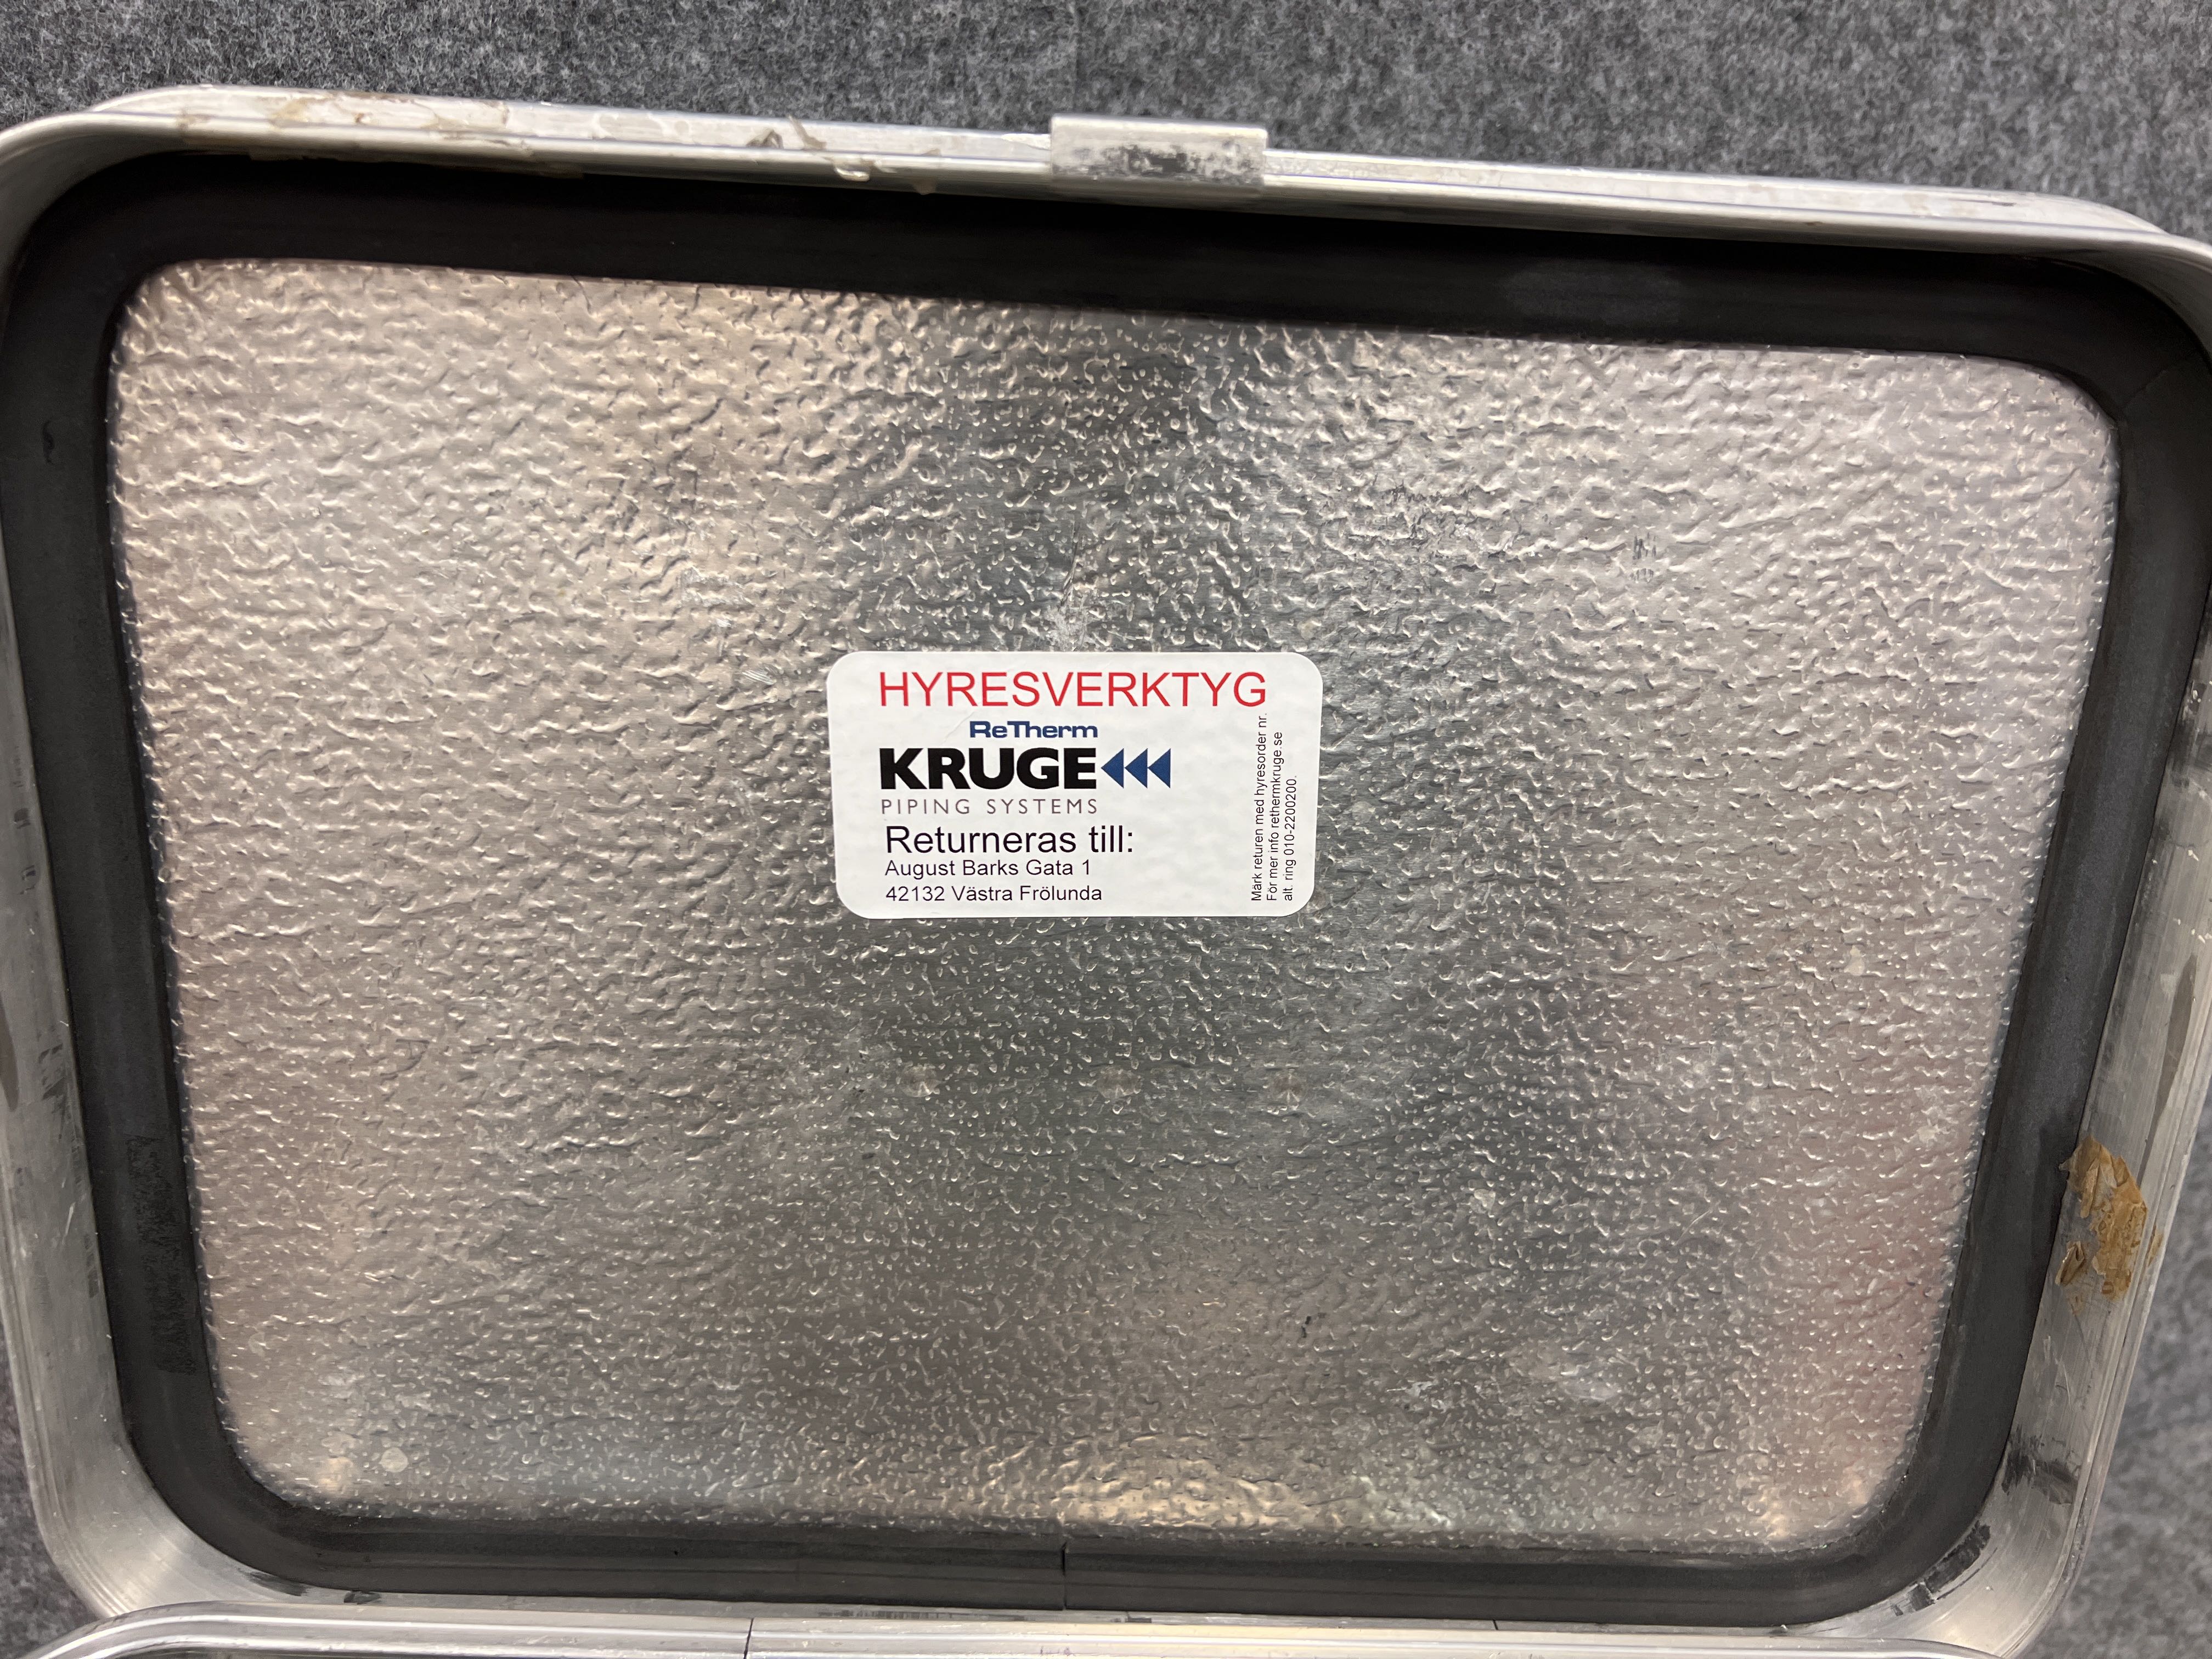 HYRESVERKTYG
ReTherm
KRUGE
PIPING SYSTEMS
Returneras till:
August Barks Gata 1
42132 Västra Frölunda
Märk returen med hyresorder nr.
För mer info rethermkruge.se
alt. ring 010-2200200.